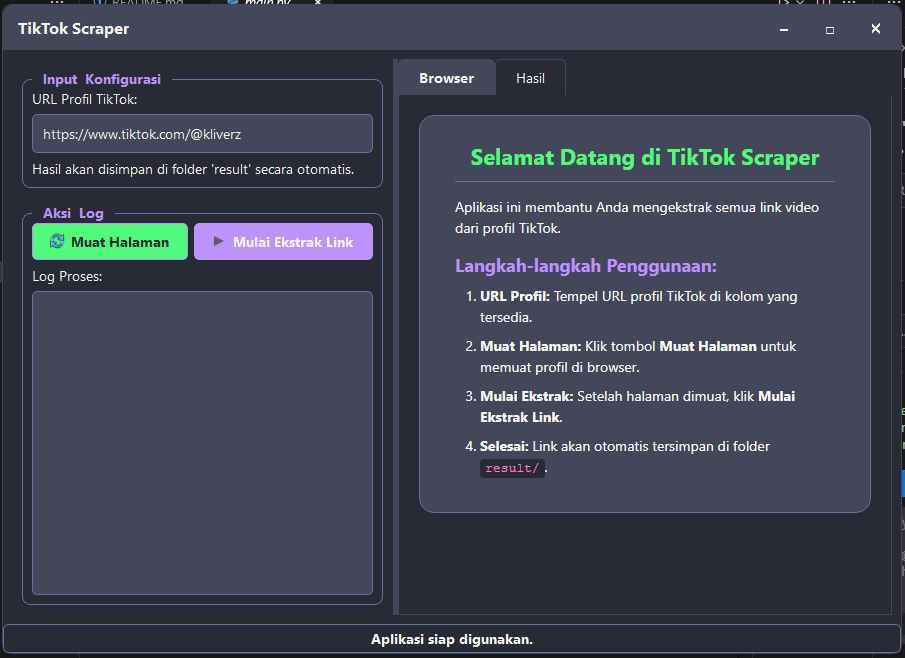 README.md
main.py
TikTok Scraper
Input Konfigurasi
URL Profil TikTok:
https://www.tiktok.com/@kliverz
Hasil akan disimpan di folder 'result' secara otomatis.
Aksi Log
Muat Halaman
Mulai Ekstrak Link
Log Proses:
Browser
Hasil
Selamat Datang di TikTok Scraper
Aplikasi ini membantu Anda mengekstrak semua link video
dari profil TikTok.
Langkah-langkah Penggunaan:
1. URL Profil: Tempel URL profil TikTok di kolom yang
tersedia.
2. Muat Halaman: Klik tombol Muat Halaman untuk
memuat profil di browser.
3. Mulai Ekstrak: Setelah halaman dimuat, klik Mulai
Ekstrak Link.
4. Selesai: Link akan otomatis tersimpan di folder
result/ .
Aplikasi siap digunakan.